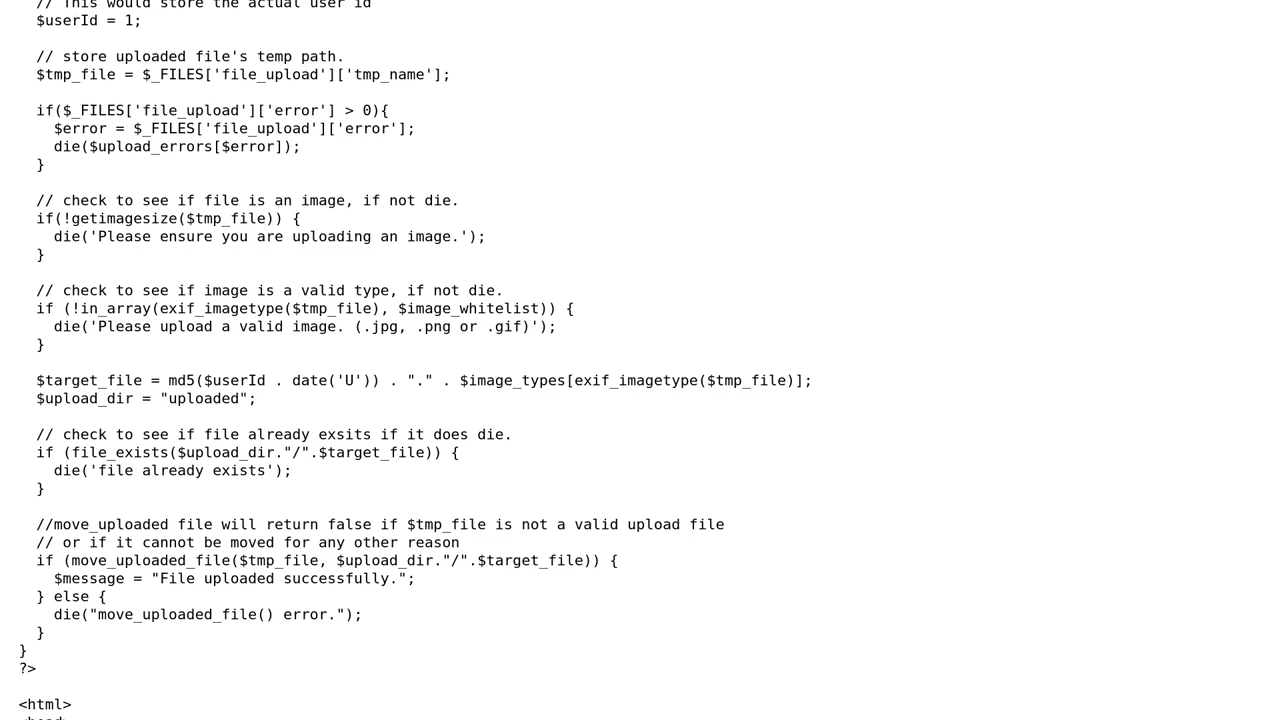 // This would store the actual user id
$userId = 1;
// store uploaded file's temp path.
$tmp_file = $_FILES['file_upload']['tmp_name'];
if($_FILES['file_upload']['error'] > 0){
$error = $_FILES['file_upload']['error'];
die($upload_errors[$error]);
}
// check to see if file is an image, if not die.
if(!getimagesize($tmp_file)) {
die('Please ensure you are uploading an image.');
}
// check to see if image is a valid type, if not die.
if (!in_array(exif_imagetype($tmp_file), $image_whitelist)) {
die('Please upload a valid image. (.jpg, .png or .gif)');
}
$target_file = md5($userId . date('U')) . "." . $image_types[exif_imagetype($tmp_file)];
$upload_dir = "uploaded";
// check to see if file already exsits if it does die.
if (file_exists($upload_dir."/".$target_file)) {
die('file already exists');
}
//move_uploaded file will return false if $tmp_file is not a valid upload file
// or if it cannot be moved for any other reason
if (move_uploaded_file($tmp_file, $upload_dir."/".$target_file)) {
$message = "File uploaded successfully.";
} else {
die("move_uploaded_file() error.");
}
}
?>
<html>
<head>